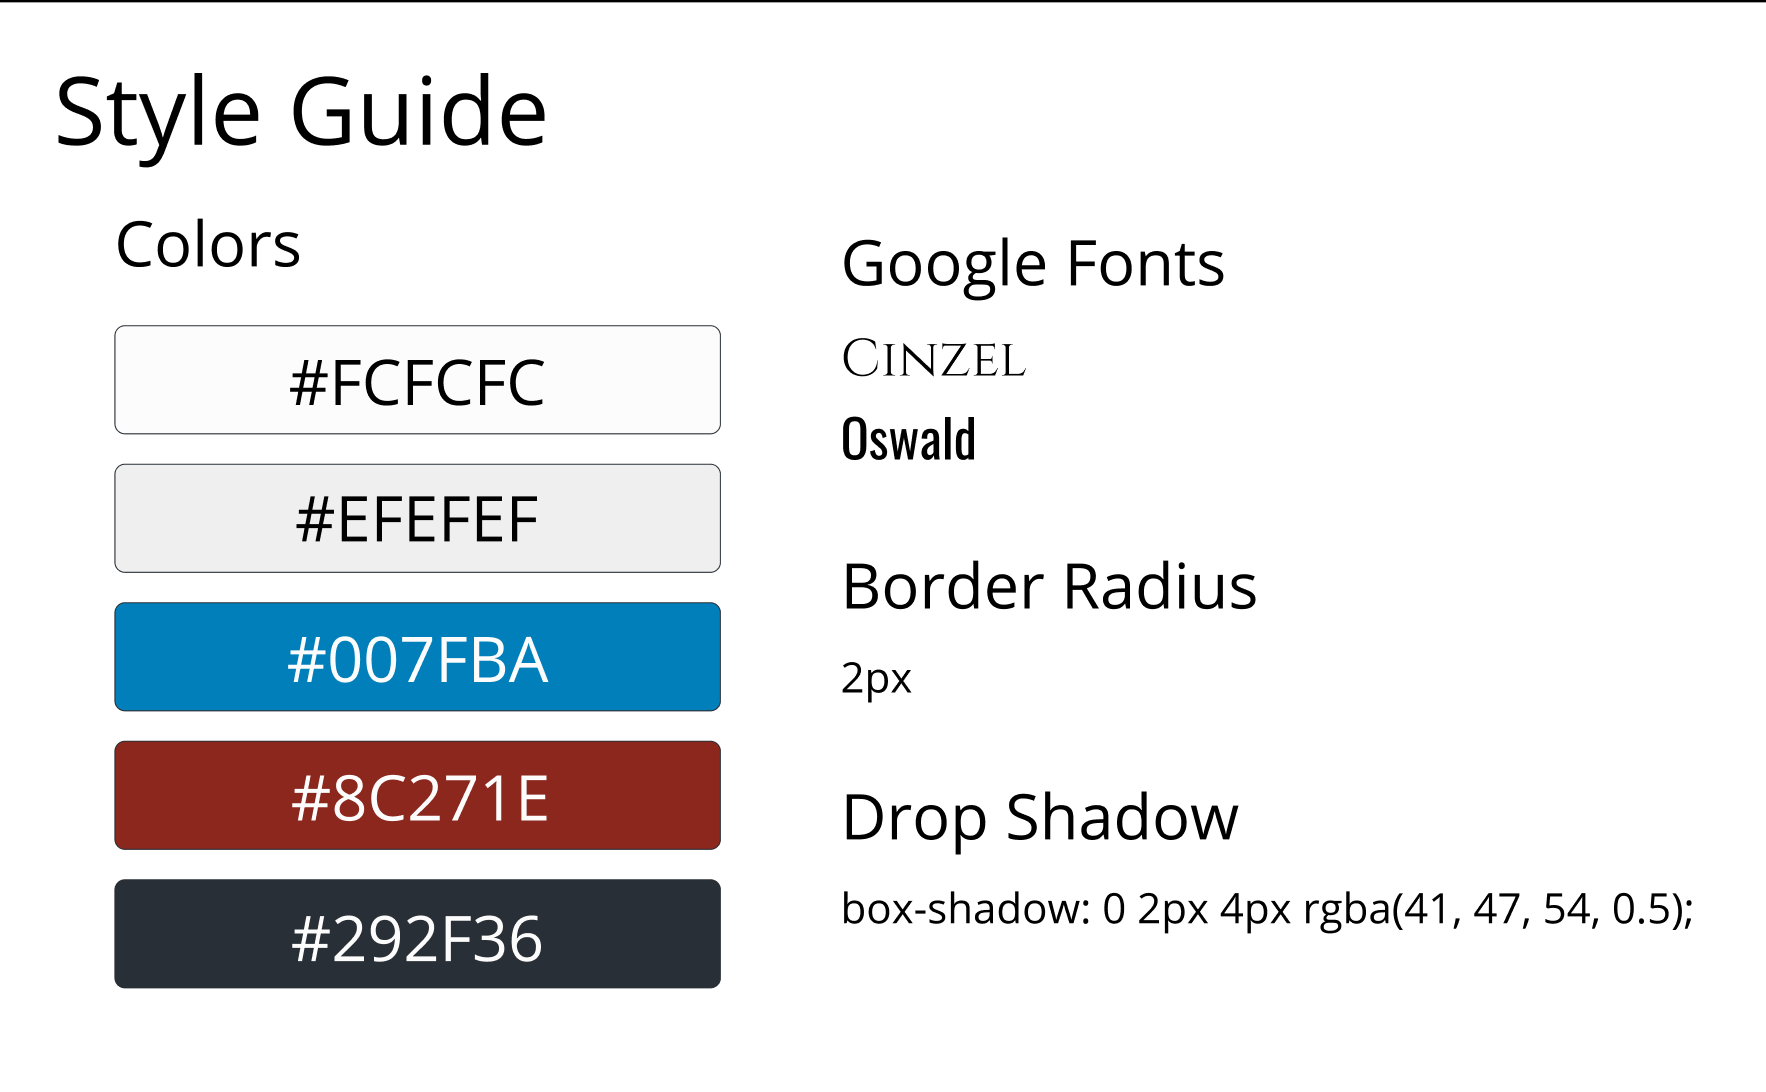 Style Guide
Colors
#FCFCFC
#EFEFEF
#007FBA
#8C271E
#292F36
Google Fonts
Cinzel
Oswald
Border Radius
2px
Drop Shadow
box-shadow: 0 2px 4px rgba(41, 47, 54, 0.5);